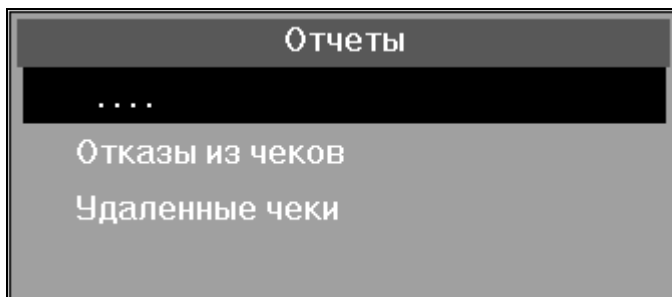 Отчеты
....
Отказы из чеков
Удаленные чеки